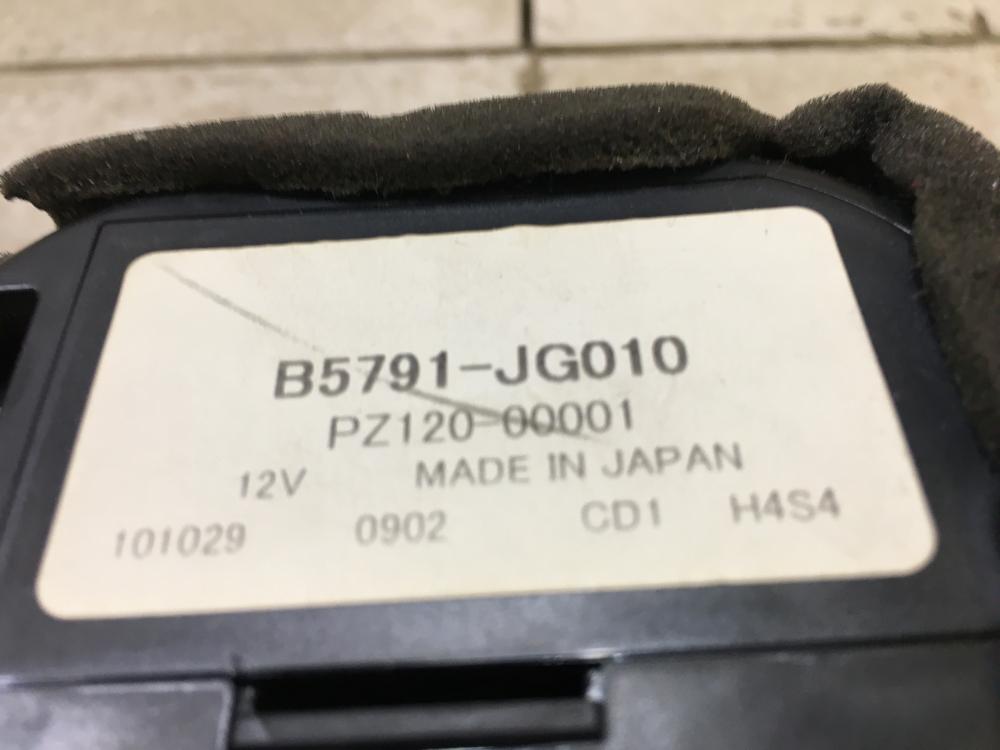 B5791-JG010
PZ120-00001
12V MADE IN JAPAN
101029 0902 CD1 H4S4